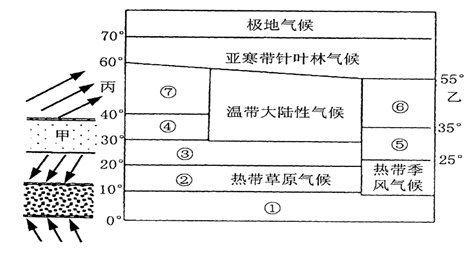 极地气候
70°
亚寒带针叶林气候
60°
丙
⑦
55°
乙
⑥
温带大陆性气候
40°
甲
④
35°
⑤
30°
③
25°
20°
②
热带草原气候
热带季
风气候
10°
①
0°